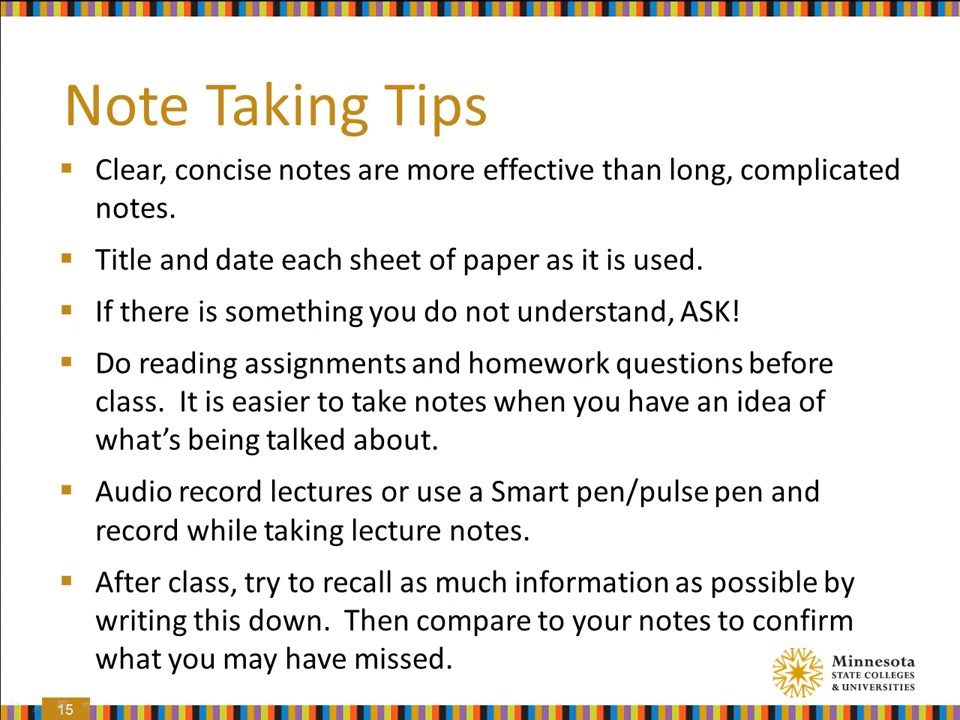 Note Taking Tips
▪ Clear, concise notes are more effective than long, complicated
notes.
▪ Title and date each sheet of paper as it is used.
▪ If there is something you do not understand, ASK!
▪ Do reading assignments and homework questions before
class.  It is easier to take notes when you have an idea of
what’s being talked about.
▪ Audio record lectures or use a Smart pen/pulse pen and
record while taking lecture notes.
▪ After class, try to recall as much information as possible by
writing this down.  Then compare to your notes to confirm
what you may have missed.
Minnesota
STATE COLLEGES
& UNIVERSITIES
15